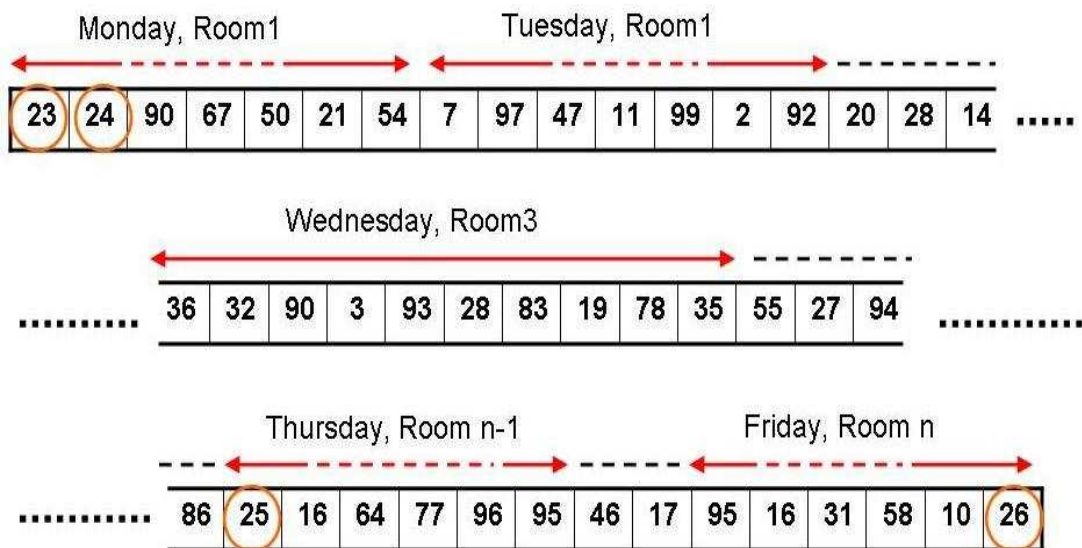 Monday, Room1 Tuesday, Room1
23 24 90 67 50 21 54 7 97 47 11 99 2 92 20 28 14 .....
Wednesday, Room3
.......... 36 32 90 3 93 28 83 19 78 35 55 27 94 ............
Thursday, Room n-1 Friday, Room n
........... 86 25 16 64 77 96 95 46 17 95 16 31 58 10 26